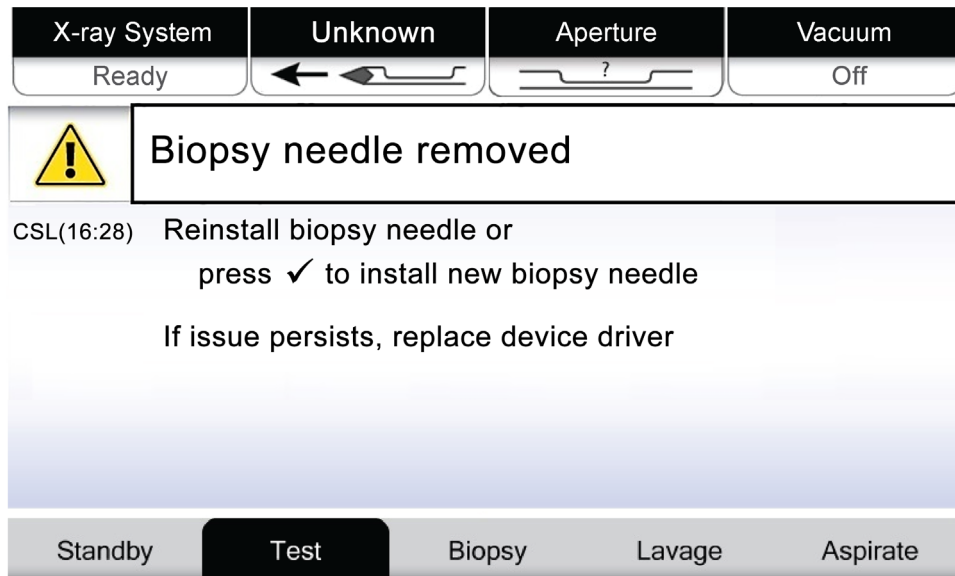 X-ray System Unknown Aperture Vacuum
Ready ? Off
Biopsy needle removed
CSL(16:28) Reinstall biopsy needle or
press ✓ to install new biopsy needle
If issue persists, replace device driver
Standby Test Biopsy Lavage Aspirate